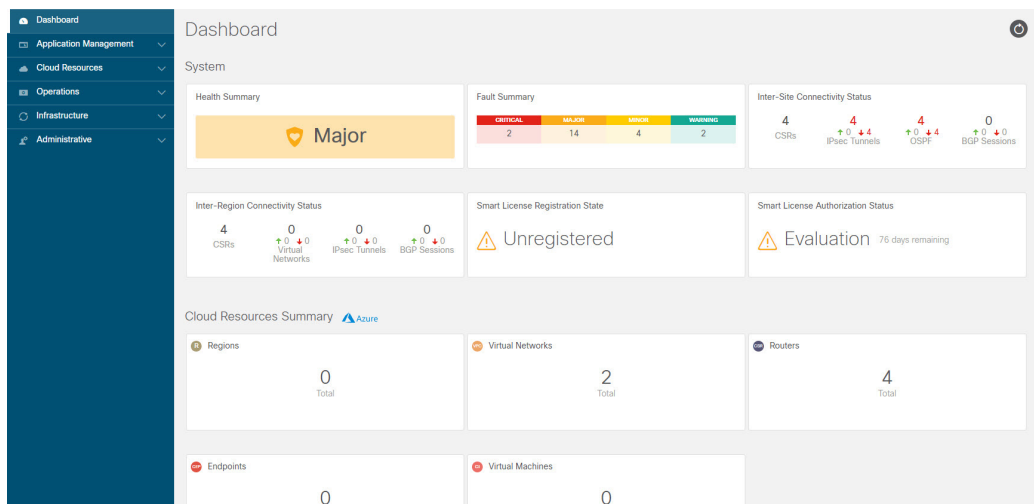 Dashboard
Application Management
Cloud Resources
Operations
Infrastructure
Administrative
Dashboard
System
Health Summary
Major
Fault Summary
CRITICAL MAJOR MINOR WARNING
2 14 4 2
Inter-Site Connectivity Status
4 4 4 0
CSRs ↑ 0 ↓ 4 ↑ 0 ↓ 4 ↑ 0 ↓ 0
IPsec Tunnels OSPF BGP Sessions
Inter-Region Connectivity Status
4 0 0 0
CSRs ↑ 0 ↓ 0 ↑ 0 ↓ 0 ↑ 0 ↓ 0
Virtual IPsec Tunnels BGP Sessions
Networks
Smart License Registration State
Unregistered
Smart License Authorization Status
Evaluation 76 days remaining
Cloud Resources Summary Azure
R Regions
0
Total
Virtual Networks
2
Total
CSR Routers
4
Total
Endpoints
0
Virtual Machines
0